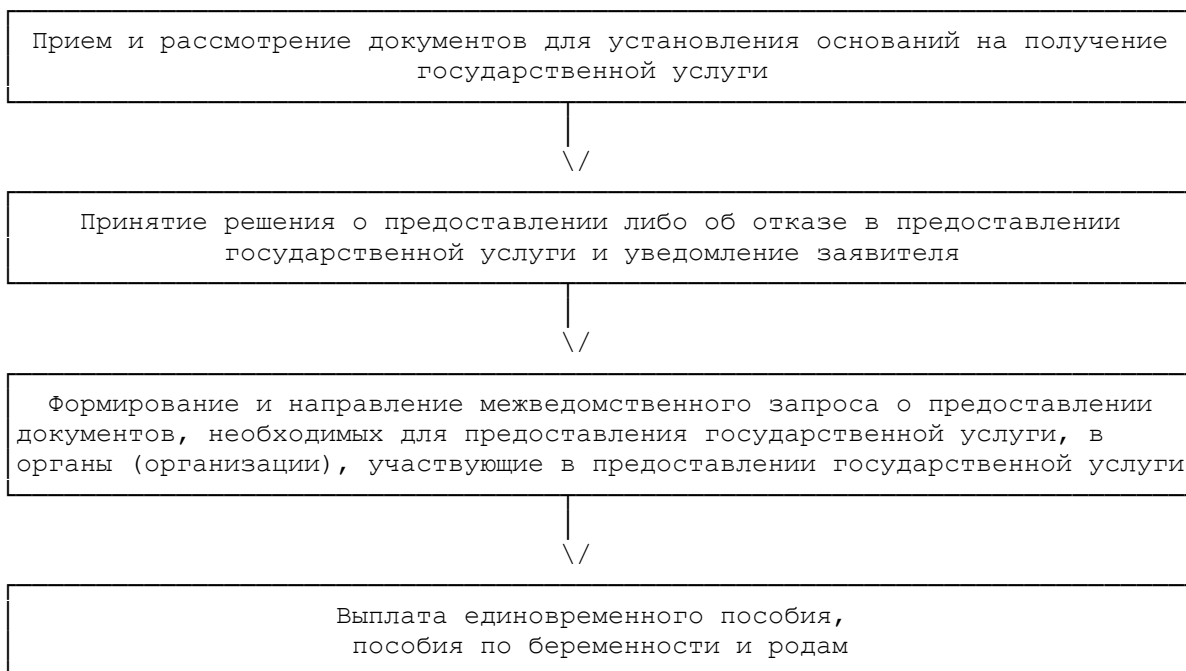 Прием и рассмотрение документов для установления оснований на получение
государственной услуги
\/
Принятие решения о предоставлении либо об отказе в предоставлении
государственной услуги и уведомление заявителя
\/
Формирование и направление межведомственного запроса о предоставлении
документов, необходимых для предоставления государственной услуги, в
органы (организации), участвующие в предоставлении государственной услуги
\/
Выплата единовременного пособия,
пособия по беременности и родам